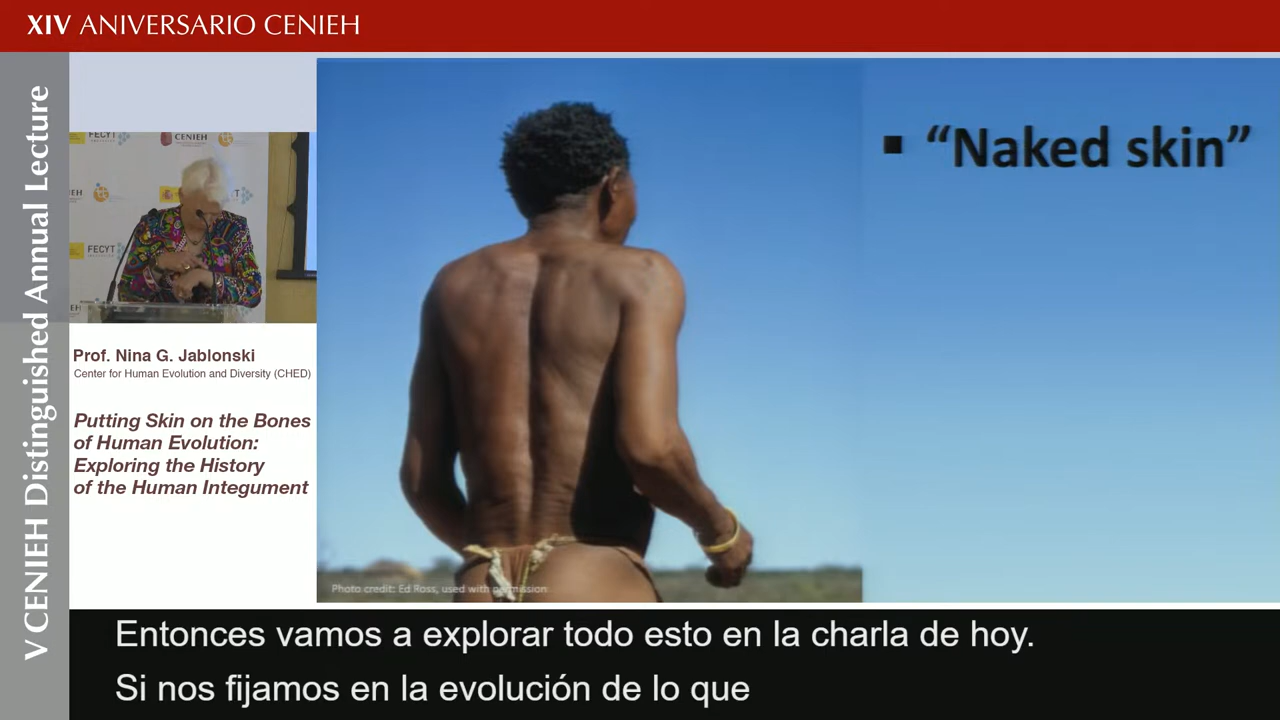 XIV ANIVERSARIO CENIEH
V CENIEH Distinguished Annual Lecture
FECYT
CENIEH
FECYT
Prof. Nina G. Jablonski
Center for Human Evolution and Diversity (CHED)
Putting Skin on the Bones
of Human Evolution:
Exploring the History
of the Human Integument
▪ “Naked skin”
Photo credit: Ed Ross, used with permission
Entonces vamos a explorar todo esto en la charla de hoy.
Si nos fijamos en la evolución de lo que